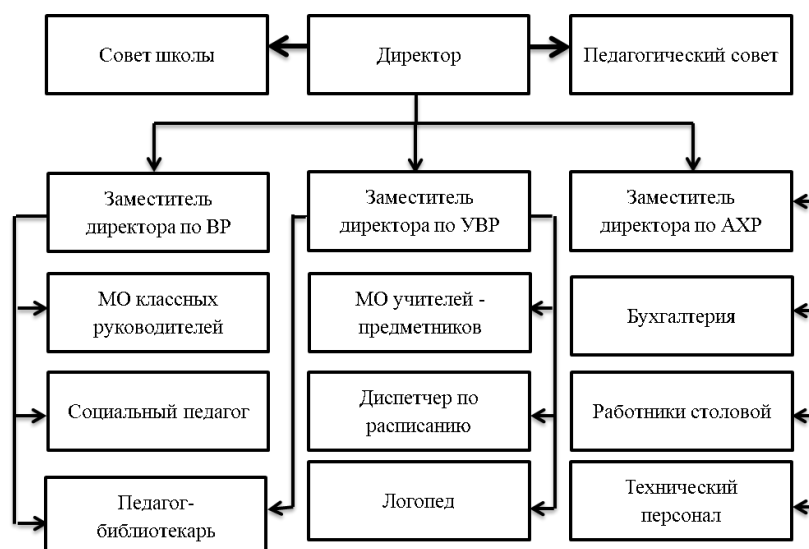 Совет школы
Директор
Педагогический совет
Заместитель
директора по ВР
Заместитель
директора по УВР
Заместитель
директора по АХР
МО классных
руководителей
МО учителей -
предметников
Бухгалтерия
Социальный педагог
Диспетчер по
расписанию
Работники столовой
Педагог-
библиотекарь
Логопед
Технический
персонал